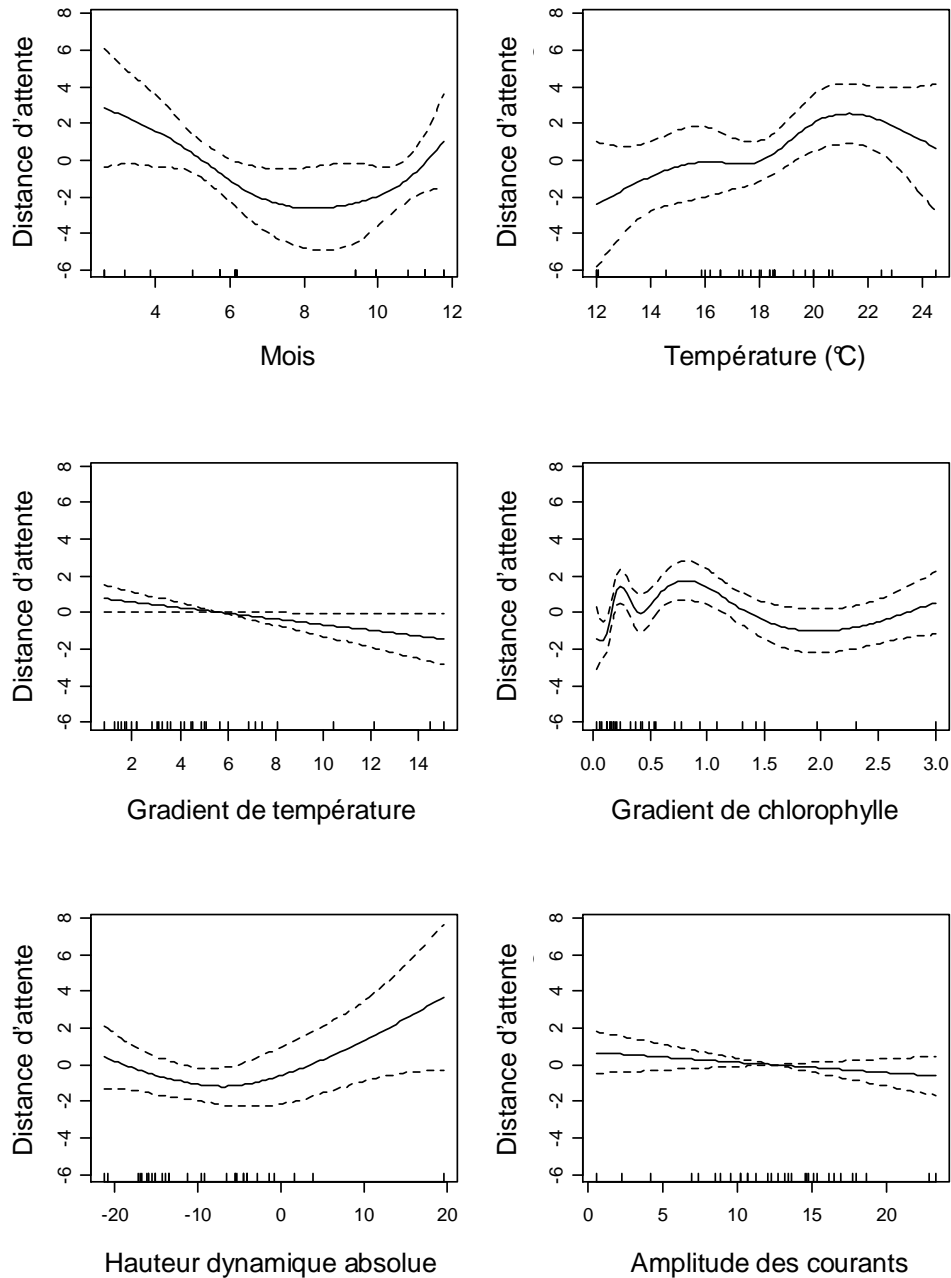 Distance d'attente
-6 -4 -2 0 2 4 6 8
4 6 8 10 12
Mois
Distance d'attente
-6 -4 -2 0 2 4 6 8
12 14 16 18 20 22 24
Température (°C)
Distance d'attente
-6 -4 -2 0 2 4 6 8
2 4 6 8 10 12 14
Gradient de température
Distance d'attente
-6 -4 -2 0 2 4 6 8
0.0 0.5 1.0 1.5 2.0 2.5 3.0
Gradient de chlorophylle
Distance d'attente
-6 -4 -2 0 2 4 6 8
-20 -10 0 10 20
Hauteur dynamique absolue
Distance d'attente
-6 -4 -2 0 2 4 6 8
0 5 10 15 20
Amplitude des courants